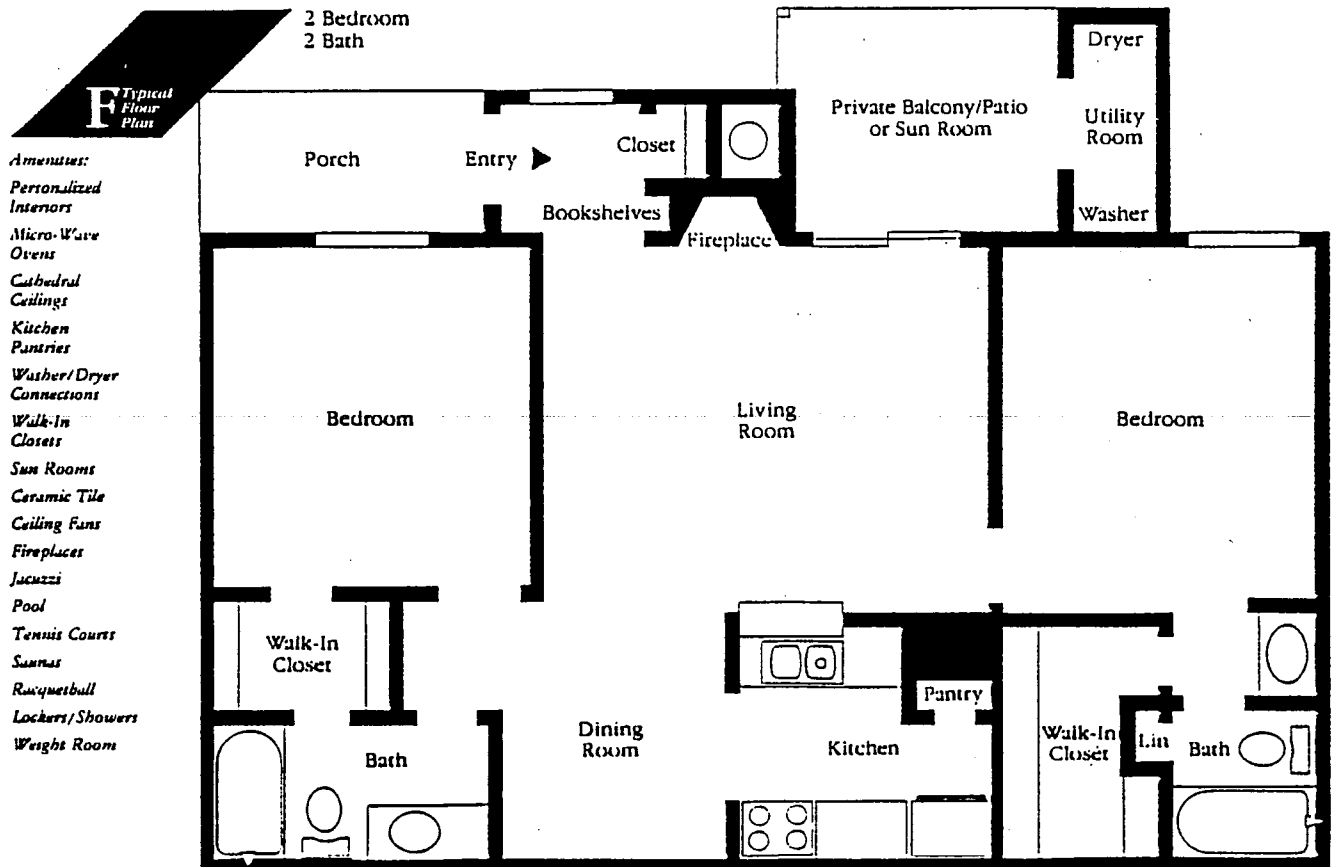 2 Bedroom
2 Bath
F Typical
Floor
Plan
Amenities:
Personalized
Interiors
Micro-Wave
Ovens
Cathedral
Ceilings
Kitchen
Pantries
Washer/Dryer
Connections
Walk-In
Closets
Sun Rooms
Ceramic Tile
Ceiling Fans
Fireplaces
Jacuzzi
Pool
Tennis Courts
Saunas
Racquetball
Lockers/Showers
Weight Room
Porch
Entry
Closet
Bookshelves
Fireplace
Private Balcony/Patio
or Sun Room
Dryer
Utility
Room
Washer
Bedroom
Living
Room
Bedroom
Walk-In
Closet
Bath
Dining
Room
Kitchen
Pantry
Walk-In
Closet
Lin
Bath